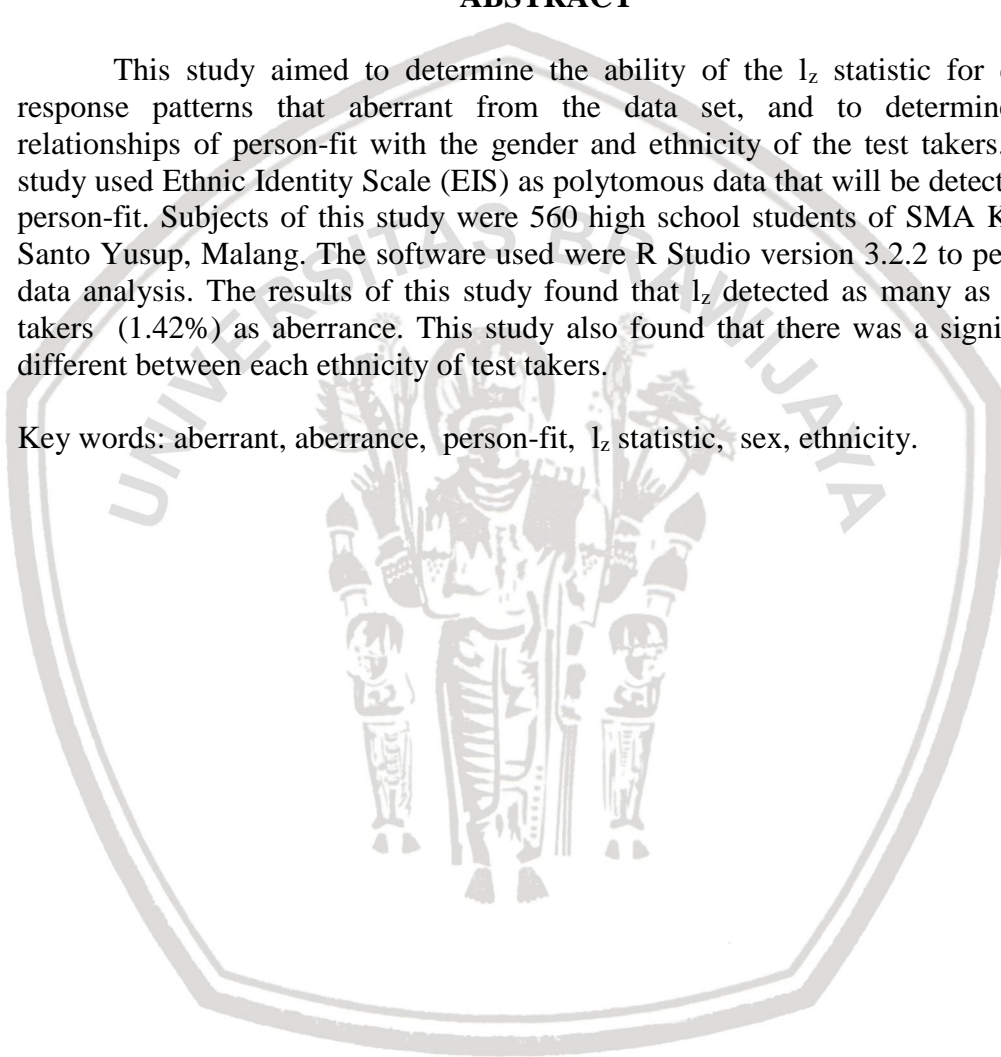 ABSTRACT
This study aimed to determine the ability of the l_z statistic for
response patterns that aberrant from the data set, and to determine
relationships of person-fit with the gender and ethnicity of the test takers.
study used Ethnic Identity Scale (EIS) as polytomous data that will be
person-fit. Subjects of this study were 560 high school students of SMA
Santo Yusup, Malang. The software used were R Studio version 3.2.2 to
data analysis. The results of this study found that l_z detected as many as
takers (1.42%) as aberrance. This study also found that there was a
different between each ethnicity of test takers.
Key words: aberrant, aberrance, person-fit, l_z statistic, sex, ethnicity.
UNIVERSITAS BRAWIJAYA